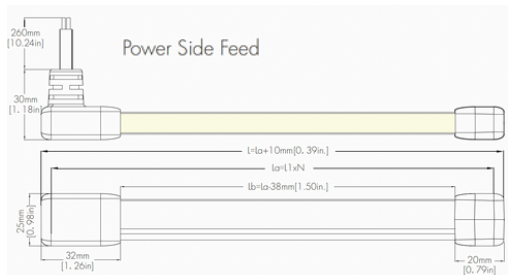 260mm
[10.24in]
Power Side Feed
30mm
[1. 18in]
L=La+10mm[0. 39in.]
La=L1xN
Lb=La-38mm[1.50in.]
25mm
[0. 98in]
32mm
[1. 26in]
20mm
[0. 79in]